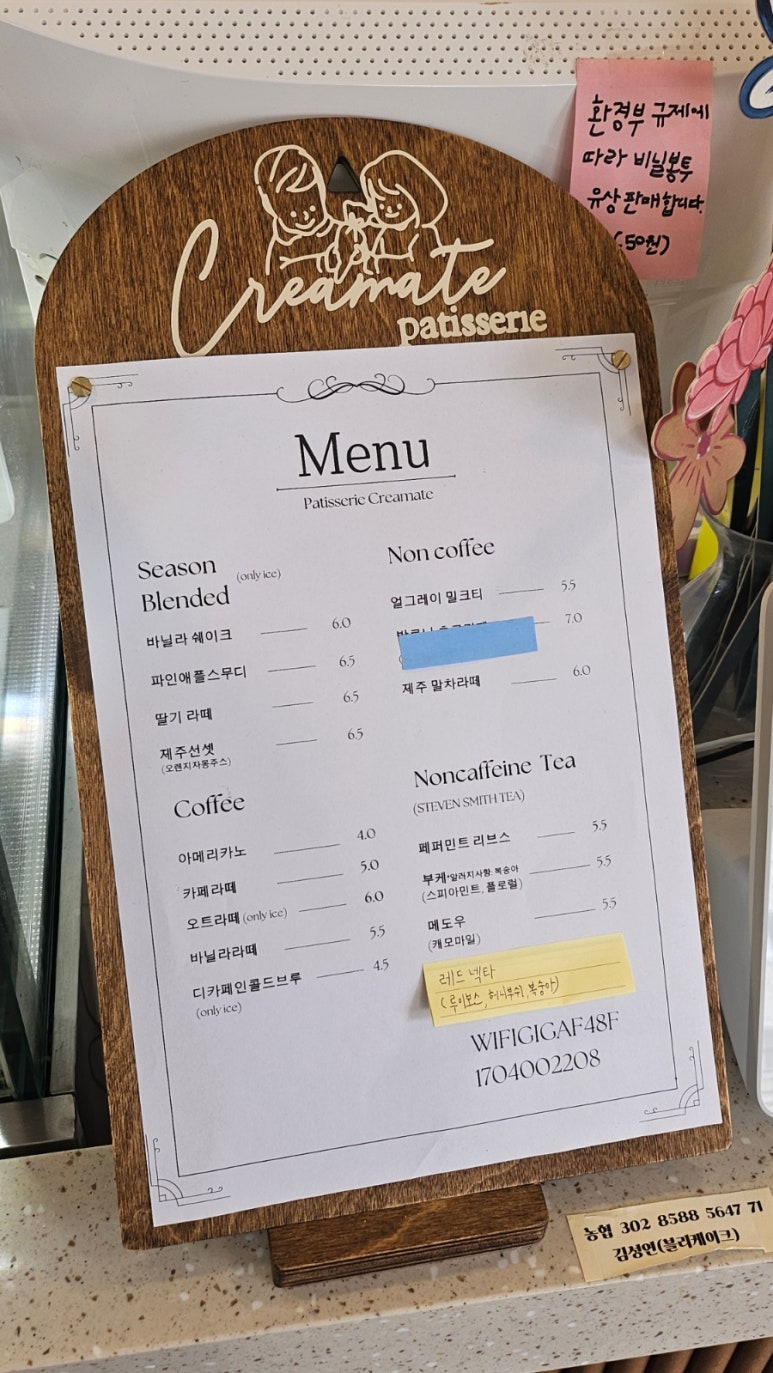 환경부 규제에
따라 비닐봉투
유상 판매합니다.
(50원)
Creamate
patisserie
Menu
Patisserie Creamate
Season
Blended (only ice)
바닐라 쉐이크 6.0
파인애플스무디 6.5
딸기 라떼 6.5
제주선셋 6.5
(오렌지자몽주스)
Coffee
아메리카노 4.0
카페라떼 5.0
오트라떼 (only ice) 6.0
바닐라라떼 5.5
디카페인콜드브루 4.5
(only ice)
Non coffee
얼그레이 밀크티 5.5
7.0
제주 말차라떼 6.0
Noncaffeine Tea
(STEVEN SMITH TEA)
페퍼민트 리브스 5.5
부케*알러지사항: 복숭아 5.5
(스피아민트, 플로럴)
메도우 5.5
(캐모마일)
레드 넥타
(루이보스, 허니부쉬, 복숭아)
WIFIGIGAF48F
1704002208
농협 302 8588 5647 71
김성연(블리케이크)